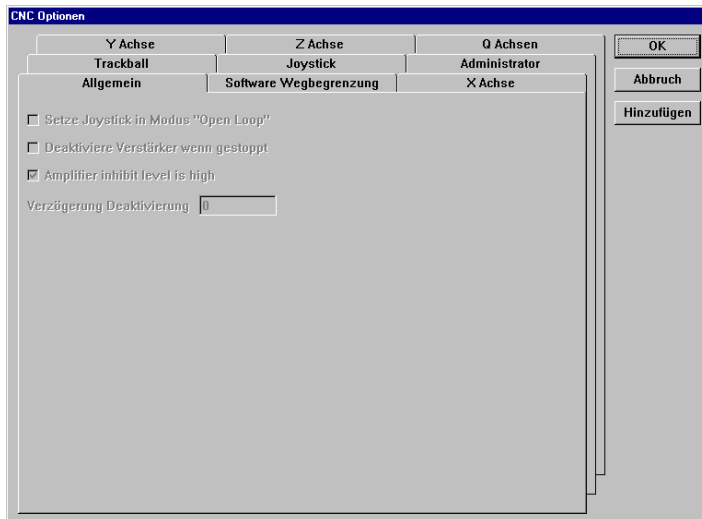 CNC Optionen
Y Achse Z Achse Q Achsen
Trackball Joystick Administrator
Allgemein Software Wegbegrenzung X Achse
OK
Abbruch
Hinzufügen
Setze Joystick in Modus "Open Loop"
Deaktiviere Verstärker wenn gestoppt
Amplifier inhibit level is high
Verzögerung Deaktivierung 0